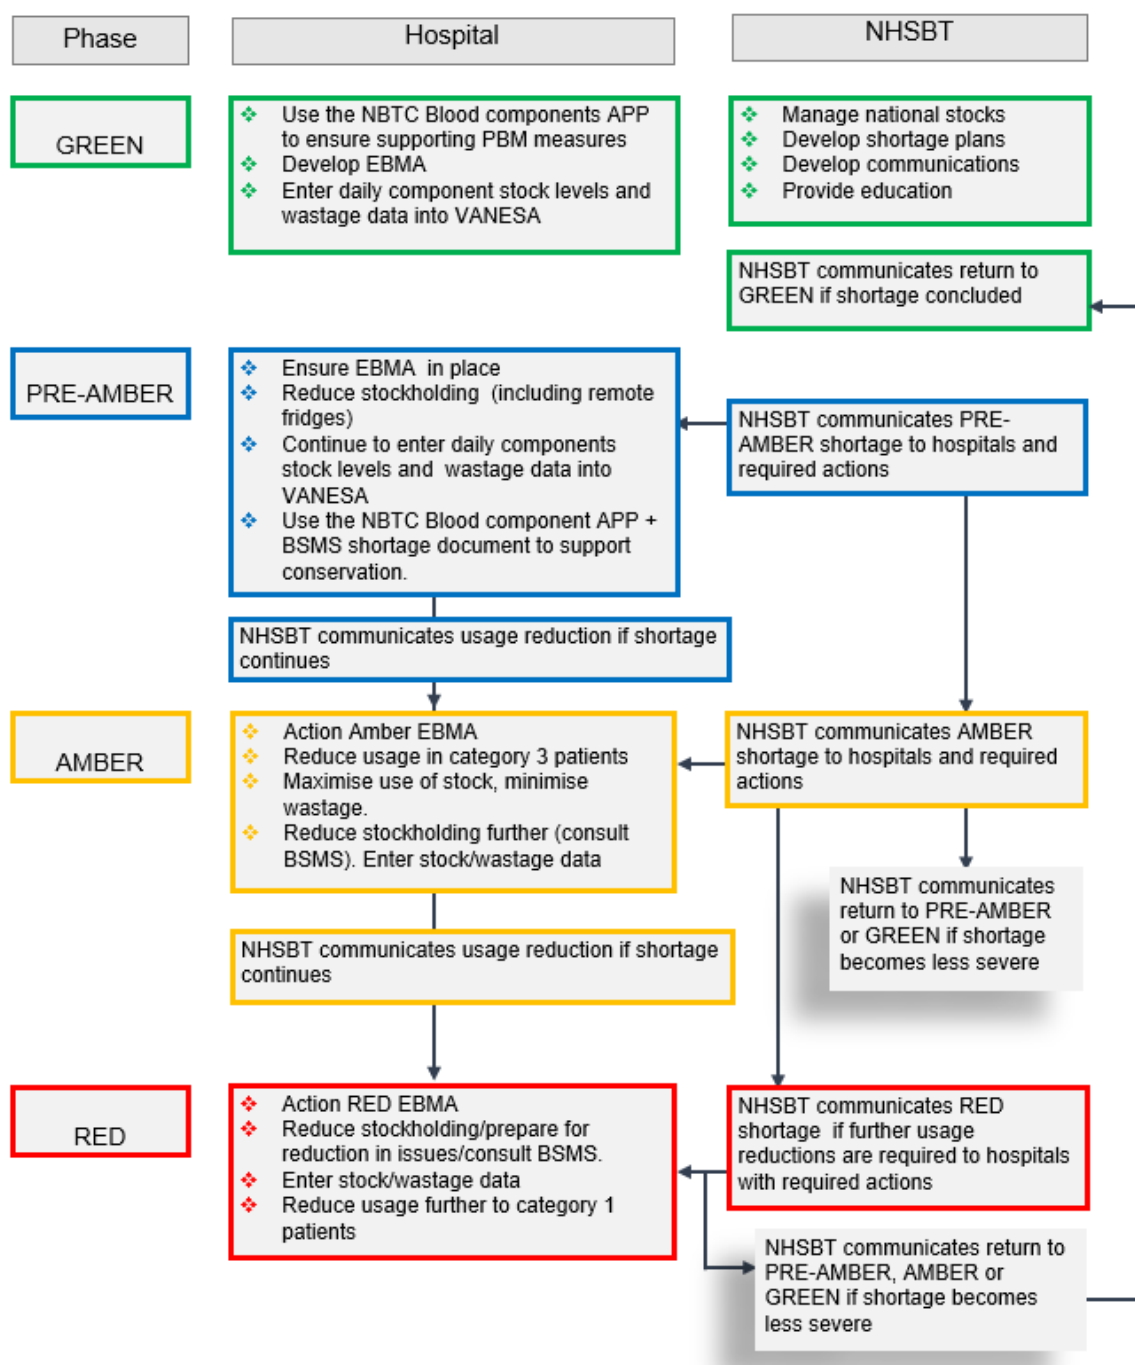 Phase
Hospital
NHSBT
GREEN
Use the NBTC Blood components APP
to ensure supporting PBM measures
Develop EBMA
Enter daily component stock levels and
wastage data into VANESA
Manage national stocks
Develop shortage plans
Develop communications
Provide education
NHSBT communicates return to
GREEN if shortage concluded
PRE-AMBER
Ensure EBMA in place
Reduce stockholding (including remote
fridges)
Continue to enter daily components
stock levels and wastage data into
VANESA
Use the NBTC Blood component APP +
BSMS shortage document to support
conservation.
NHSBT communicates PRE-
AMBER shortage to hospitals and
required actions
NHSBT communicates usage reduction if shortage
continues
AMBER
Action Amber EBMA
Reduce usage in category 3 patients
Maximise use of stock, minimise
wastage.
Reduce stockholding further (consult
BSMS). Enter stock/wastage data
NHSBT communicates AMBER
shortage to hospitals and required
actions
NHSBT communicates
return to PRE-AMBER
or GREEN if shortage
becomes less severe
NHSBT communicates usage reduction if shortage
continues
RED
Action RED EBMA
Reduce stockholding/prepare for
reduction in issues/consult BSMS.
Enter stock/wastage data
Reduce usage further to category 1
patients
NHSBT communicates RED
shortage if further usage
reductions are required to hospitals
with required actions
NHSBT communicates return to
PRE-AMBER, AMBER or
GREEN if shortage becomes
less severe